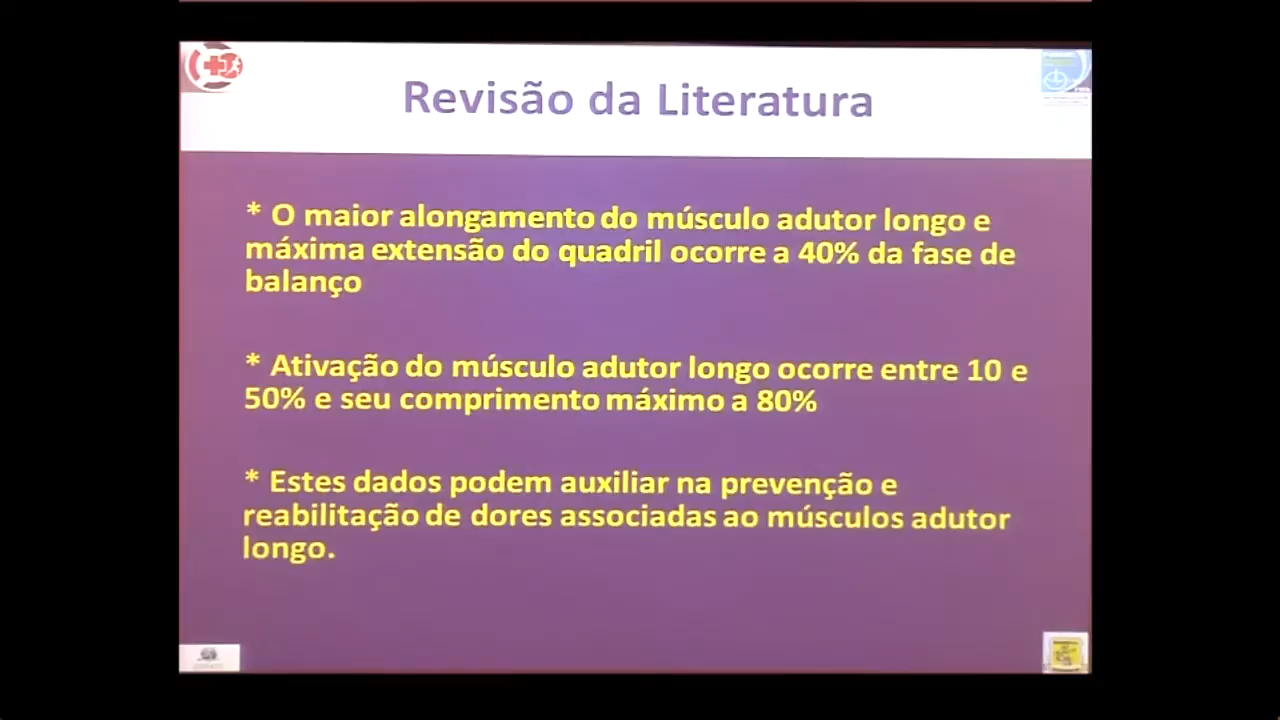 Revisão da Literatura
* O maior alongamento do músculo adutor longo e
máxima extensão do quadril ocorre a 40% da fase de
balanço
* Ativação do músculo adutor longo ocorre entre 10 e
50% e seu comprimento máximo a 80%
* Estes dados podem auxiliar na prevenção e
reabilitação de dores associadas ao músculos adutor
longo.